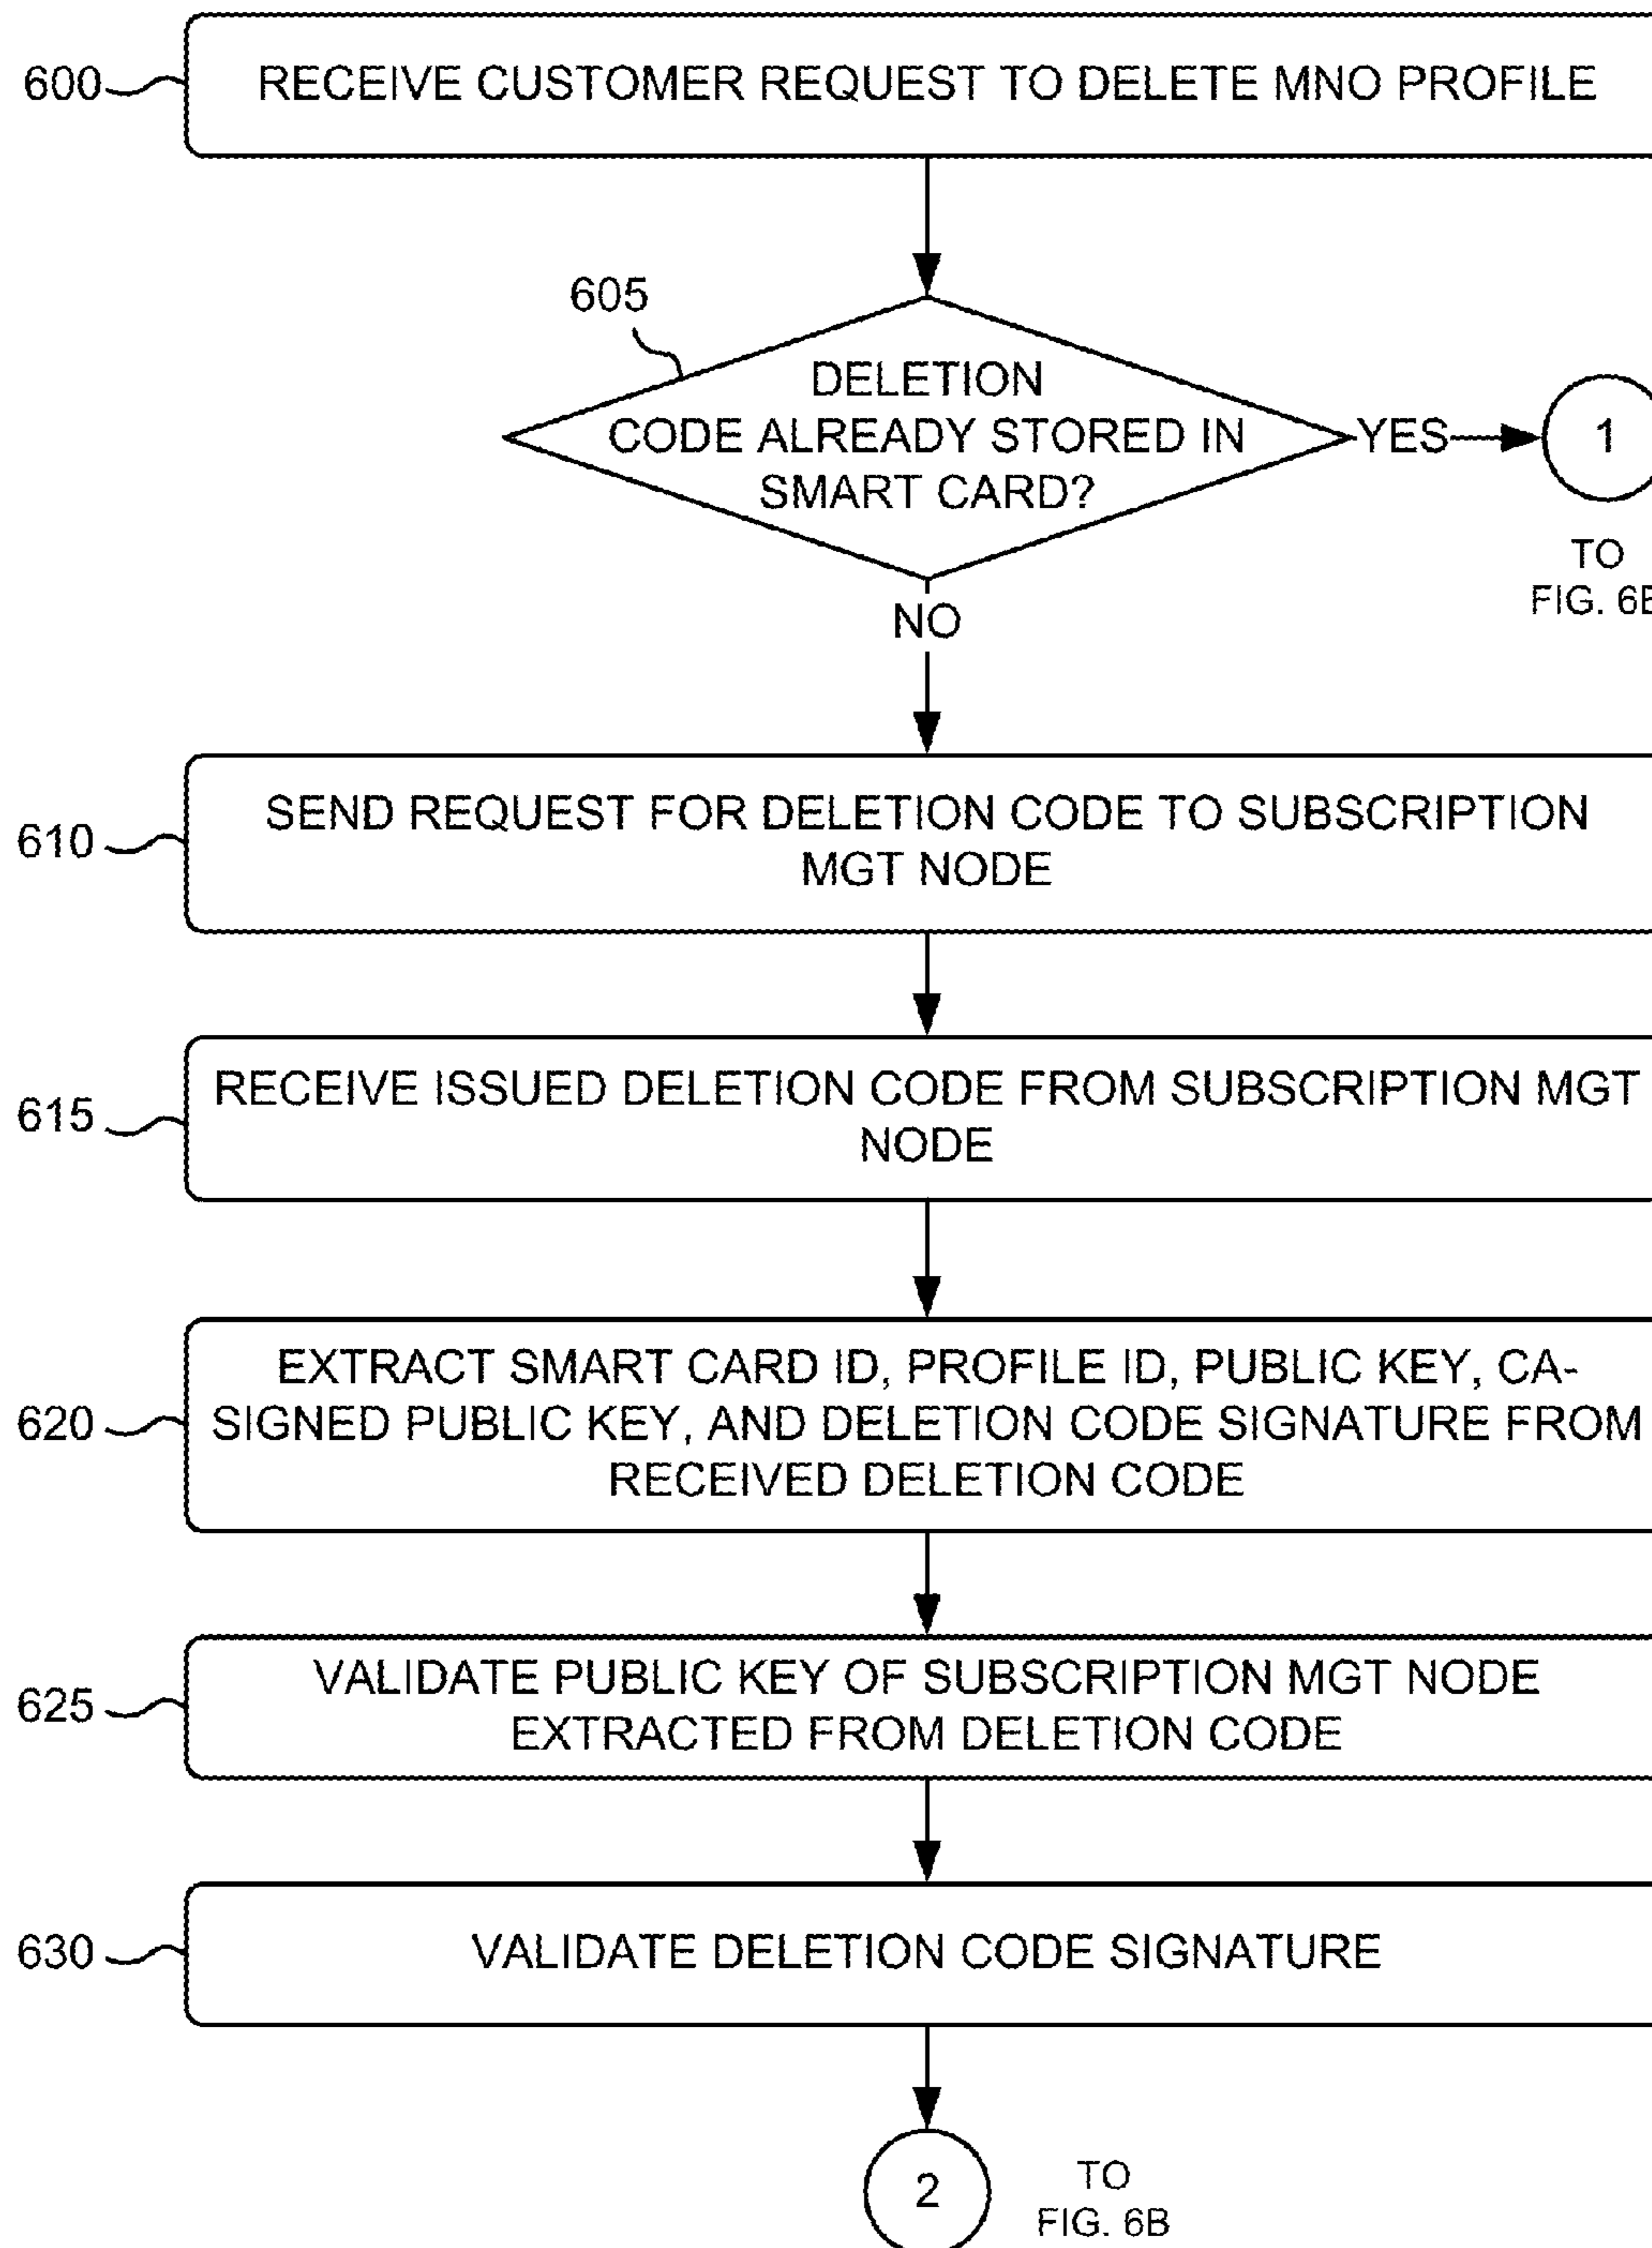 600
RECEIVE CUSTOMER REQUEST TO DELETE MNO PROFILE
605
DELETION
CODE ALREADY STORED IN
SMART CARD?
YES
1
TO
FIG. 6B
NO
610
SEND REQUEST FOR DELETION CODE TO SUBSCRIPTION
MGT NODE
615
RECEIVE ISSUED DELETION CODE FROM SUBSCRIPTION MGT
NODE
620
EXTRACT SMART CARD ID, PROFILE ID, PUBLIC KEY, CA-
SIGNED PUBLIC KEY, AND DELETION CODE SIGNATURE FROM
RECEIVED DELETION CODE
625
VALIDATE PUBLIC KEY OF SUBSCRIPTION MGT NODE
EXTRACTED FROM DELETION CODE
630
VALIDATE DELETION CODE SIGNATURE
2
TO
FIG. 6B